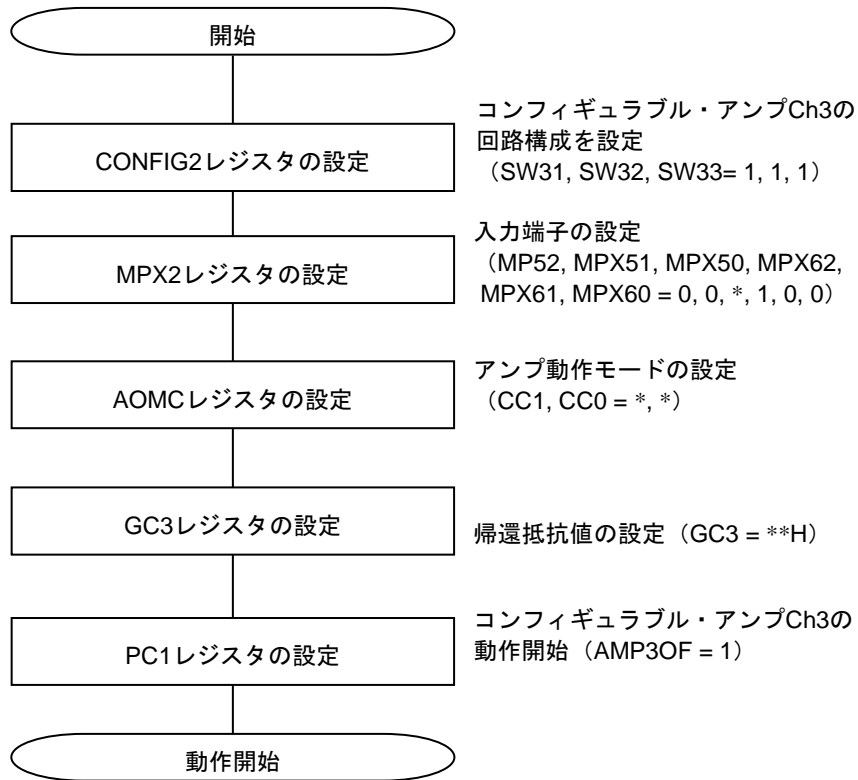 開始
コンフィギュラブル・アンプCh3の
回路構成を設定
（SW31, SW32, SW33= 1, 1, 1）
CONFIG2レジスタの設定
入力端子の設定
（MP52, MPX51, MPX50, MPX62,
MPX61, MPX60 = 0, 0, *, 1, 0, 0）
MPX2レジスタの設定
アンプ動作モードの設定
（CC1, CC0 = *, *）
AOMCレジスタの設定
GC3レジスタの設定
帰還抵抗値の設定（GC3 = **H）
コンフィギュラブル・アンプCh3の
動作開始（AMP3OF = 1）
PC1レジスタの設定
動作開始